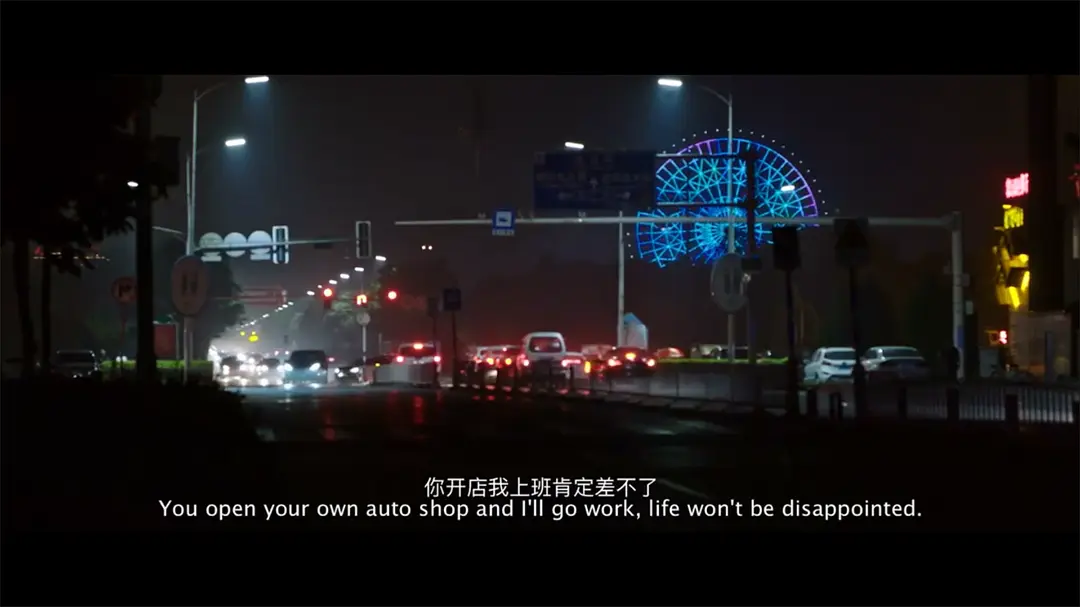 你开店我上班肯定差不了
You open your own auto shop and I'll go work, life won't be disappointed.